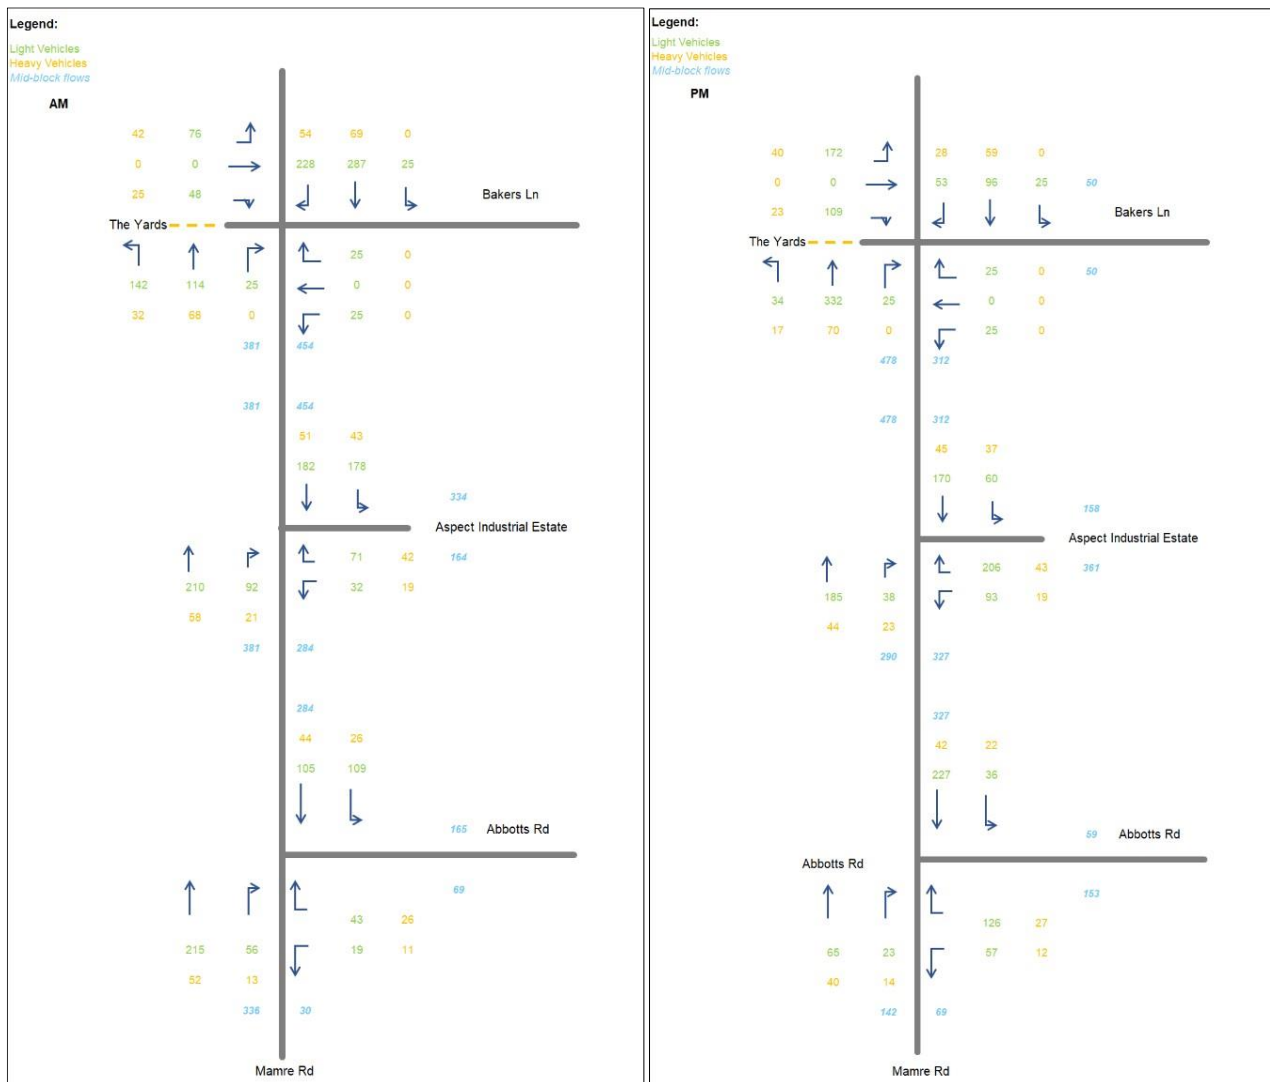 Legend:
Light Vehicles
Heavy Vehicles
Mid-block flows
AM
42 76 54 69 0
0 0 228 287 25
25 48 Bakers Ln
The Yards
25 0
142 114 25 0 0
32 68 0 25 0
381 454
381 454
51 43
182 178
334
Aspect Industrial Estate
71 42 164
210 92 32 19
58 21
381 284
284
44 26
105 109
165 Abbotts Rd
69
43 26
215 56 19 11
52 13
336 30
Mamre Rd
Legend:
Light Vehicles
Heavy Vehicles
Mid-block flows
PM
40 172 28 59 0
0 0 53 96 25 50
23 109 Bakers Ln
The Yards
25 0 50
34 332 25 0 0
17 70 0 25 0
478 312
478 312
45 37
170 60
158
Aspect Industrial Estate
206 43 361
185 38 93 19
44 23
290 327
327
42 22
227 36
59 Abbotts Rd
Abbotts Rd
153
126 27
65 23 57 12
40 14
142 69
Mamre Rd